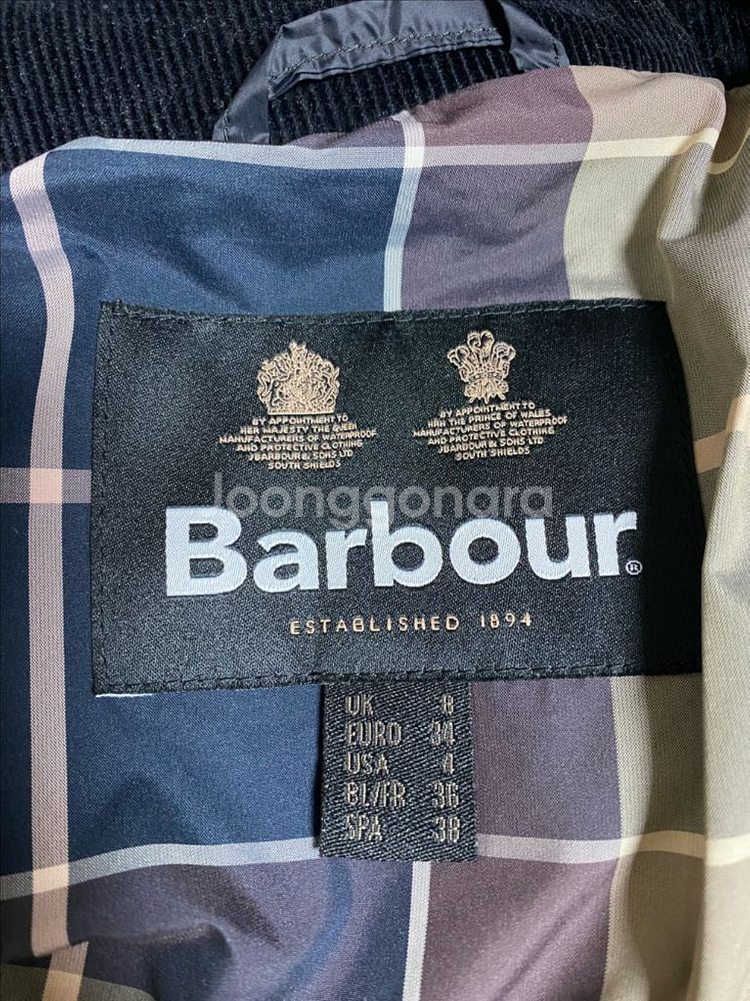 BY APPOINTMENT TO
HER MAJESTY THE QUEEN
MANUFACTURERS OF WATERPROOF
AND PROTECTIVE CLOTHING
J BARBOUR & SONS LTD
SOUTH SHIELDS
BY APPOINTMENT TO
HRH THE PRINCE OF WALES
MANUFACTURERS OF WATERPROOF
AND PROTECTIVE CLOTHING
J BARBOUR & SONS LTD
SOUTH SHIELDS
Joonggonara
Barbour®
ESTABLISHED 1894
UK 8
EURO 34
USA 4
BL/FR 36
SPA 38